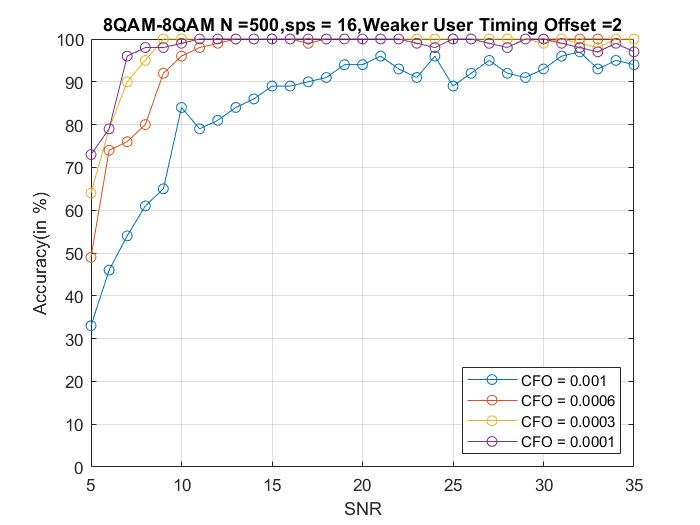 8QAM-8QAM N =500,sps = 16,Weaker User Timing Offset =2
100
90
80
70
60
50
40
30
20
10
0
Accuracy(in %)
5 10 15 20 25 30 35
SNR
CFO = 0.001
CFO = 0.0006
CFO = 0.0003
CFO = 0.0001